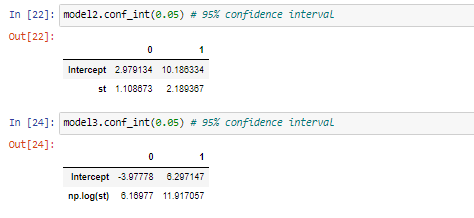 In [22]: model2.conf_int(0.05) # 95% confidence interval
Out[22]:
0 1
Intercept 2.979134 10.186334
st 1.108673 2.189367
In [24]: model3.conf_int(0.05) # 95% confidence interval
Out[24]:
0 1
Intercept -3.97778 6.297147
np.log(st) 6.16977 11.917057